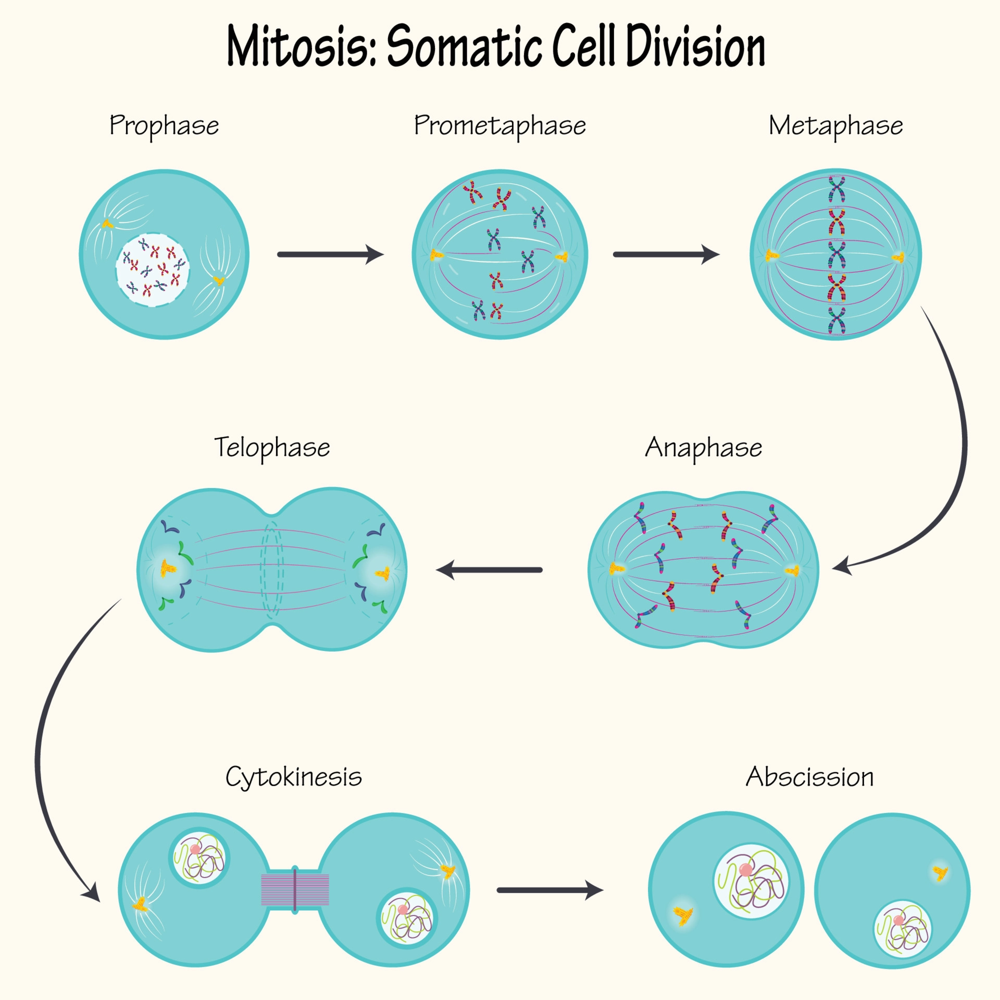 Mitosis: Somatic Cell Division
Prophase
Prometaphase
Metaphase
Telophase
Anaphase
Cytokinesis
Abscission